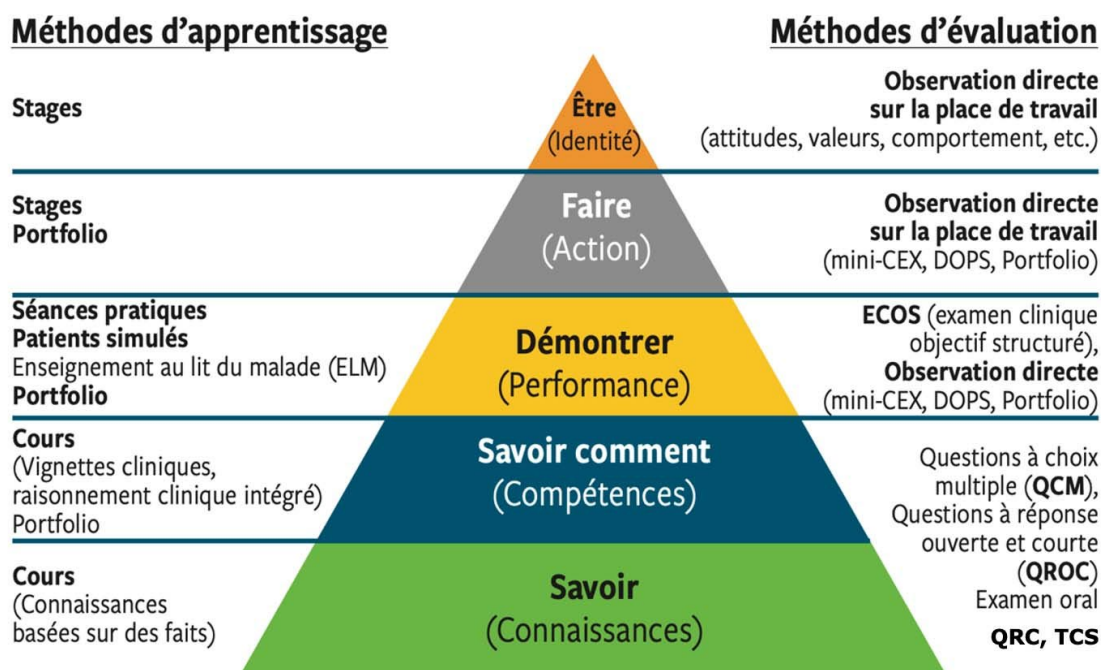 Méthodes d’apprentissage
Méthodes d’évaluation
Stages
Être
(Identité)
Observation directe
sur la place de travail
(attitudes, valeurs, comportement, etc.)
Stages
Portfolio
Faire
(Action)
Observation directe
sur la place de travail
(mini-CEX, DOPS, Portfolio)
Séances pratiques
Patients simulés
Enseignement au lit du malade (ELM)
Portfolio
Démontrer
(Performance)
ECOS (examen clinique
objectif structuré),
Observation directe
(mini-CEX, DOPS, Portfolio)
Cours
(Vignettes cliniques,
raisonnement clinique intégré)
Portfolio
Savoir comment
(Compétences)
Questions à choix
multiple (QCM),
Questions à réponse
ouverte et courte
(QROC)
Examen oral
QRC, TCS
Cours
(Connaissances
basées sur des faits)
Savoir
(Connaissances)